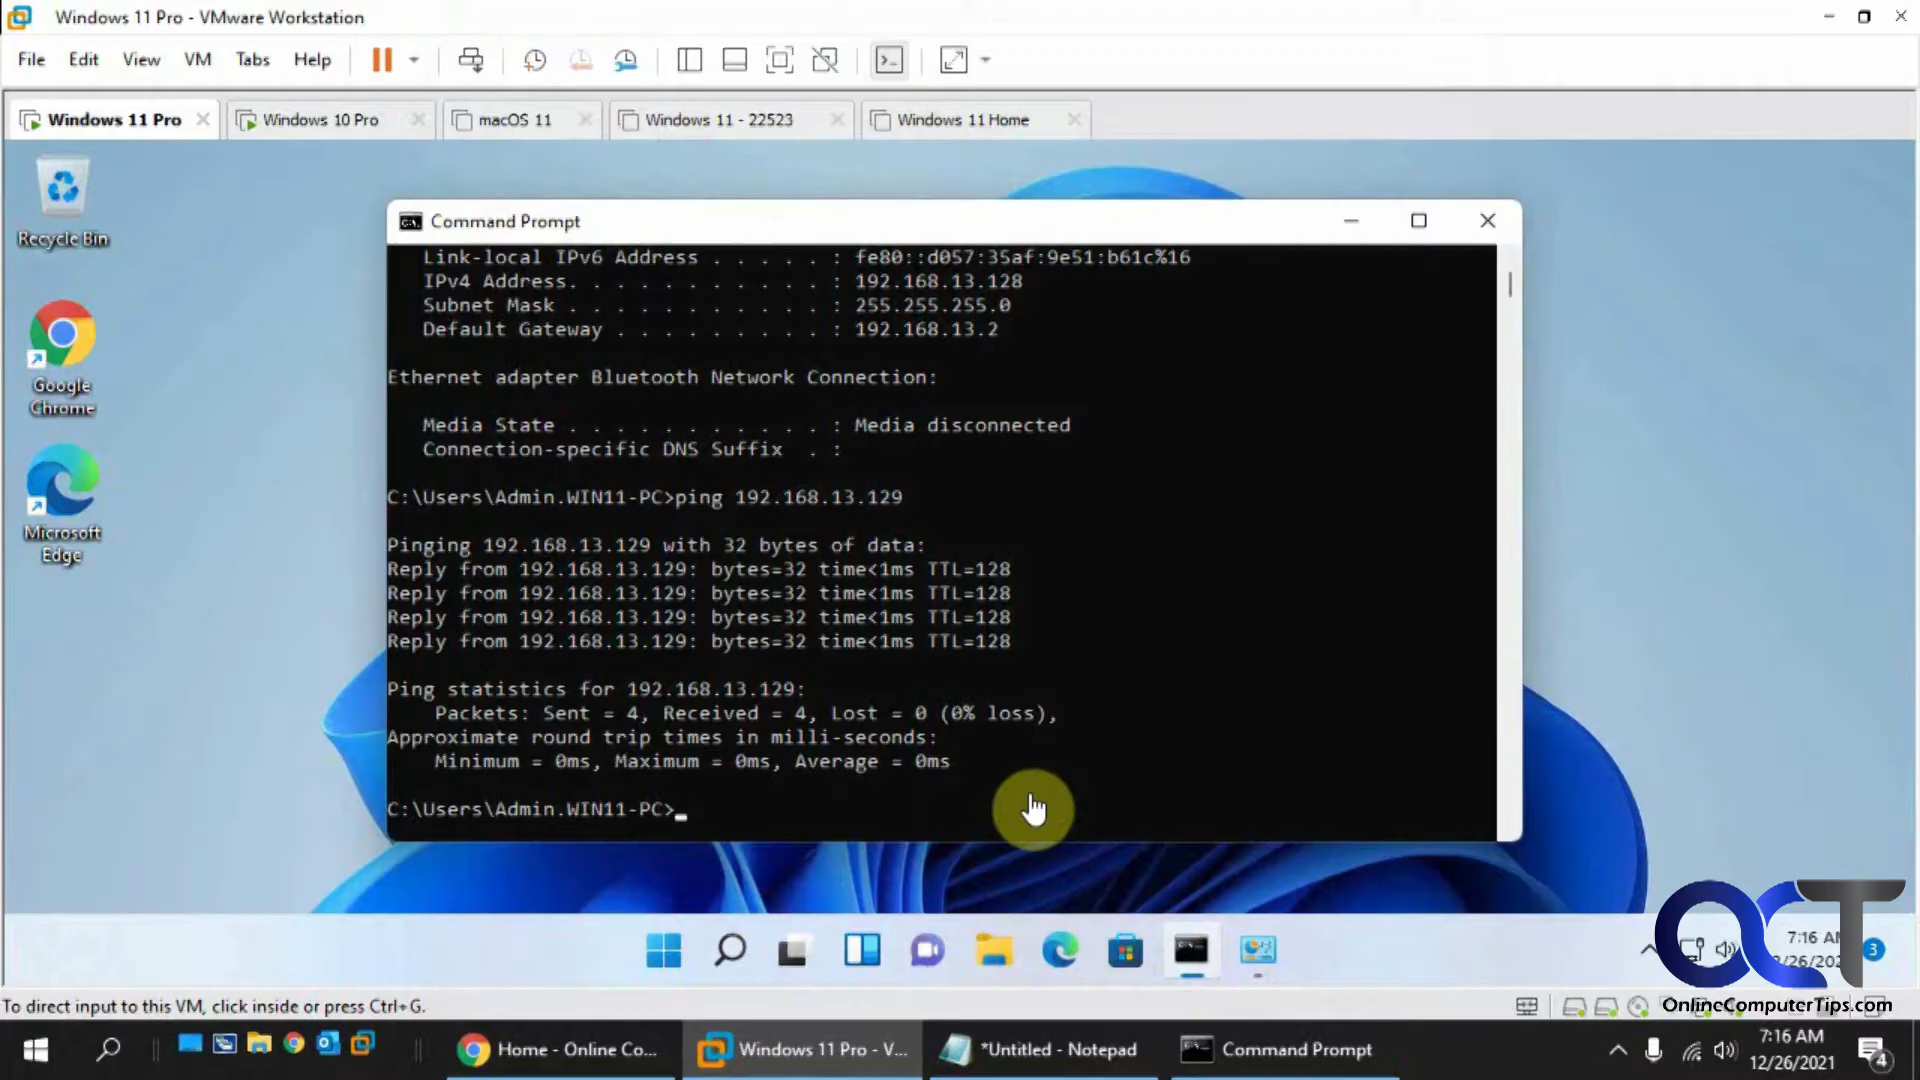 Windows 11 Pro - VMware Workstation
File Edit View VM Tabs Help
Windows 11 Pro
Windows 10 Pro
macOS 11
Windows 11 - 22523
Windows 11 Home
Recycle Bin
Google
Chrome
Microsoft
Edge
Command Prompt
Link-local IPv6 Address . . . . . : fe80::d057:35af:9e51:b61c%16
IPv4 Address. . . . . . . . . . . : 192.168.13.128
Subnet Mask . . . . . . . . . . . : 255.255.255.0
Default Gateway . . . . . . . . . : 192.168.13.2
Ethernet adapter Bluetooth Network Connection:
Media State . . . . . . . . . . . : Media disconnected
Connection-specific DNS Suffix  . :
C:\Users\Admin.WIN11-PC>ping 192.168.13.129
Pinging 192.168.13.129 with 32 bytes of data:
Reply from 192.168.13.129: bytes=32 time<1ms TTL=128
Reply from 192.168.13.129: bytes=32 time<1ms TTL=128
Reply from 192.168.13.129: bytes=32 time<1ms TTL=128
Reply from 192.168.13.129: bytes=32 time<1ms TTL=128
Ping statistics for 192.168.13.129:
Packets: Sent = 4, Received = 4, Lost = 0 (0% loss),
Approximate round trip times in milli-seconds:
Minimum = 0ms, Maximum = 0ms, Average = 0ms
C:\Users\Admin.WIN11-PC>
7:16
3
OCT
OnlineComputerTips.com
To direct input to this VM, click inside or press Ctrl+G.
Home - Online Co...
Windows 11 Pro - V...
*Untitled - Notepad
Command Prompt
7:16 AM
12/26/2021
4